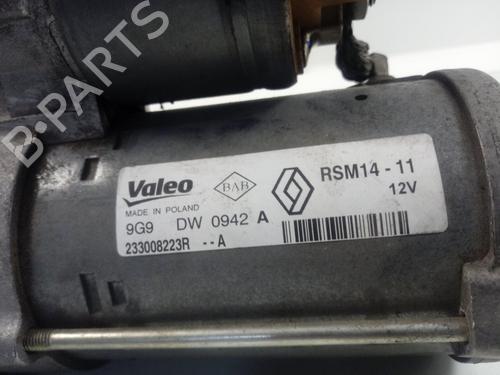 B-PARTS
Valeo
BAB
RSM14 - 11
MADE IN POLAND
12V
9G9 DW 0942 A
233008223R - - A